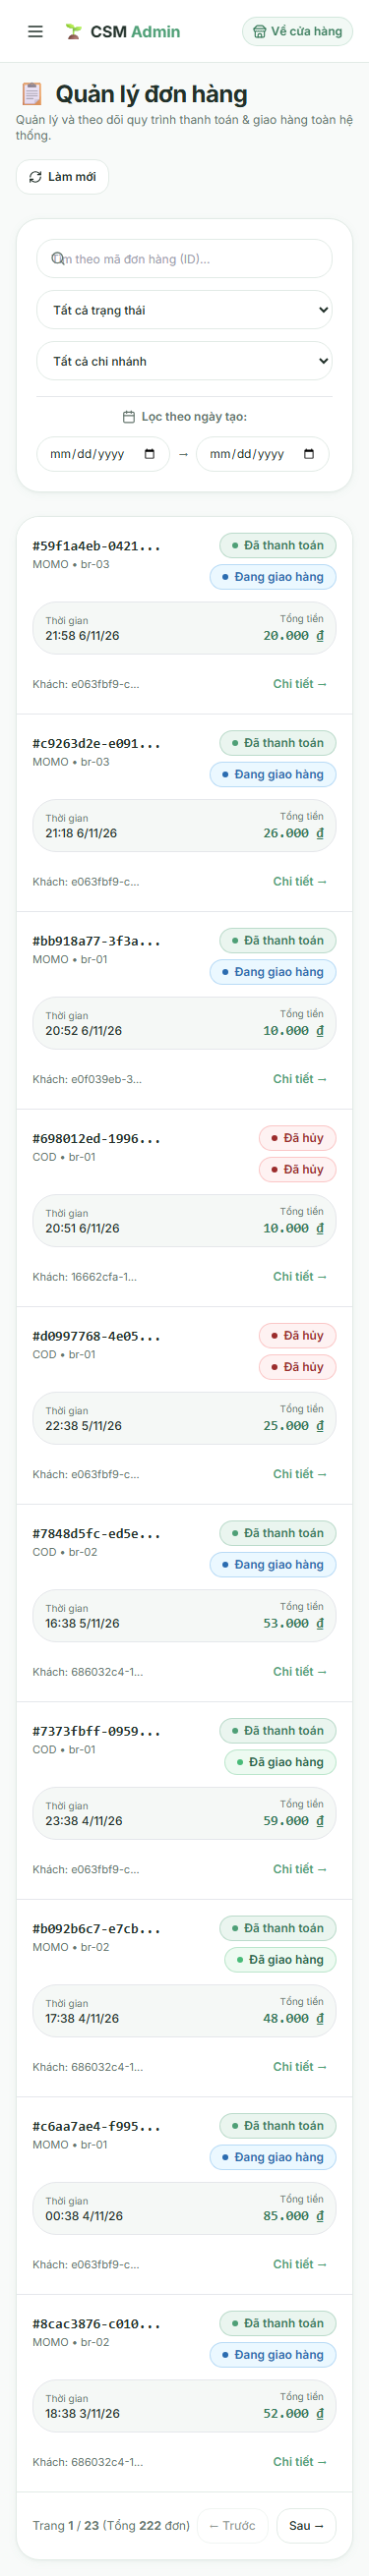 CSM Admin
Về cửa hàng
Quản lý đơn hàng
Quản lý và theo dõi quy trình thanh toán & giao hàng toàn hệ
thống.
Làm mới
Tìm theo mã đơn hàng (ID)...
Tất cả trạng thái
Tất cả chi nhánh
Lọc theo ngày tạo:
mm/dd/yyyy → mm/dd/yyyy
#59f1a4eb-0421...
Đã thanh toán
MOMO • br-03
Đang giao hàng
Thời gian
Tổng tiền
21:58 6/11/26
20.000 ₫
Khách: e063fbf9-c...
Chi tiết →
#c9263d2e-e091...
Đã thanh toán
MOMO • br-03
Đang giao hàng
Thời gian
Tổng tiền
21:18 6/11/26
26.000 ₫
Khách: e063fbf9-c...
Chi tiết →
#bb918a77-3f3a...
Đã thanh toán
MOMO • br-01
Đang giao hàng
Thời gian
Tổng tiền
20:52 6/11/26
10.000 ₫
Khách: e0f039eb-3...
Chi tiết →
#698012ed-1996...
Đã hủy
COD • br-01
Đã hủy
Thời gian
Tổng tiền
20:51 6/11/26
10.000 ₫
Khách: 16662cfa-1...
Chi tiết →
#d0997768-4e05...
Đã hủy
COD • br-01
Đã hủy
Thời gian
Tổng tiền
22:38 5/11/26
25.000 ₫
Khách: e063fbf9-c...
Chi tiết →
#7848d5fc-ed5e...
Đã thanh toán
COD • br-02
Đang giao hàng
Thời gian
Tổng tiền
16:38 5/11/26
53.000 ₫
Khách: 686032c4-1...
Chi tiết →
#7373fbff-0959...
Đã thanh toán
COD • br-01
Đã giao hàng
Thời gian
Tổng tiền
23:38 4/11/26
59.000 ₫
Khách: e063fbf9-c...
Chi tiết →
#b092b6c7-e7cb...
Đã thanh toán
MOMO • br-02
Đã giao hàng
Thời gian
Tổng tiền
17:38 4/11/26
48.000 ₫
Khách: 686032c4-1...
Chi tiết →
#c6aa7ae4-f995...
Đã thanh toán
MOMO • br-01
Đang giao hàng
Thời gian
Tổng tiền
00:38 4/11/26
85.000 ₫
Khách: e063fbf9-c...
Chi tiết →
#8cac3876-c010...
Đã thanh toán
MOMO • br-02
Đang giao hàng
Thời gian
Tổng tiền
18:38 3/11/26
52.000 ₫
Khách: 686032c4-1...
Chi tiết →
Trang 1 / 23 (Tổng 222 đơn)
← Trước
Sau →